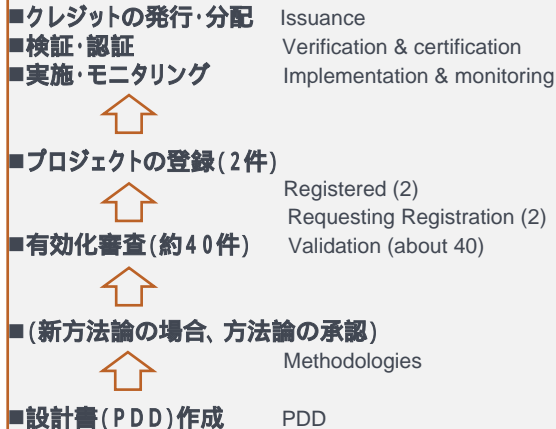 ■クレジットの発行・分配 Issuance
■検証・認証 Verification & certification
■実施・モニタリング Implementation & monitoring
■プロジェクトの登録(2件)
Registered (2)
Requesting Registration (2)
■有効化審査(約40件) Validation (about 40)
■(新方法論の場合、方法論の承認)
Methodologies
■設計書(PDD)作成 PDD